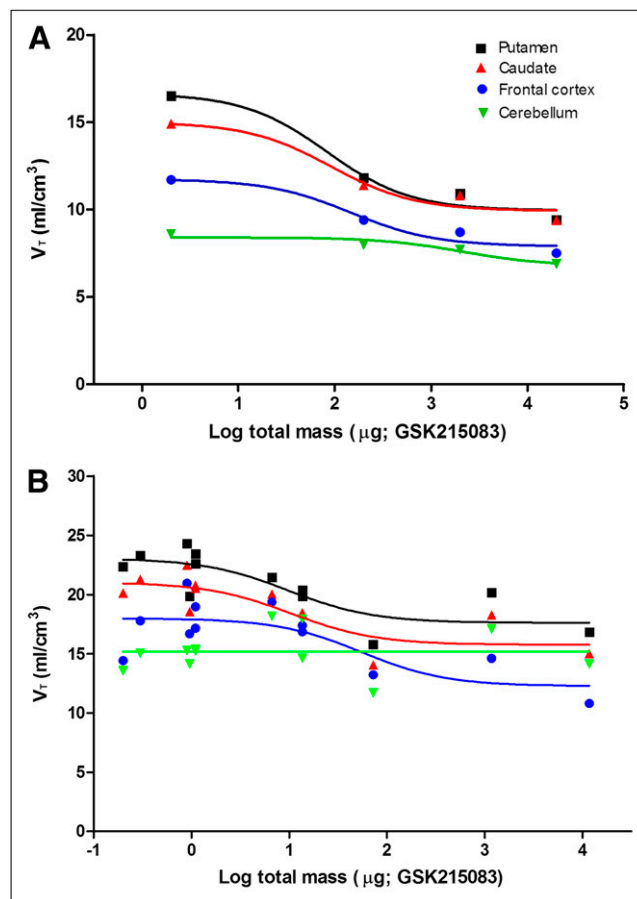 A
20
15
10
5
0
V_T (ml/cm³)
Putamen
Caudate
Frontal cortex
Cerebellum
0 1 2 3 4 5
Log total mass (μg; GSK215083)
B
30
25
20
15
10
5
0
V_T (ml/cm³)
-1 0 1 2 3 4
Log total mass (μg; GSK215083)